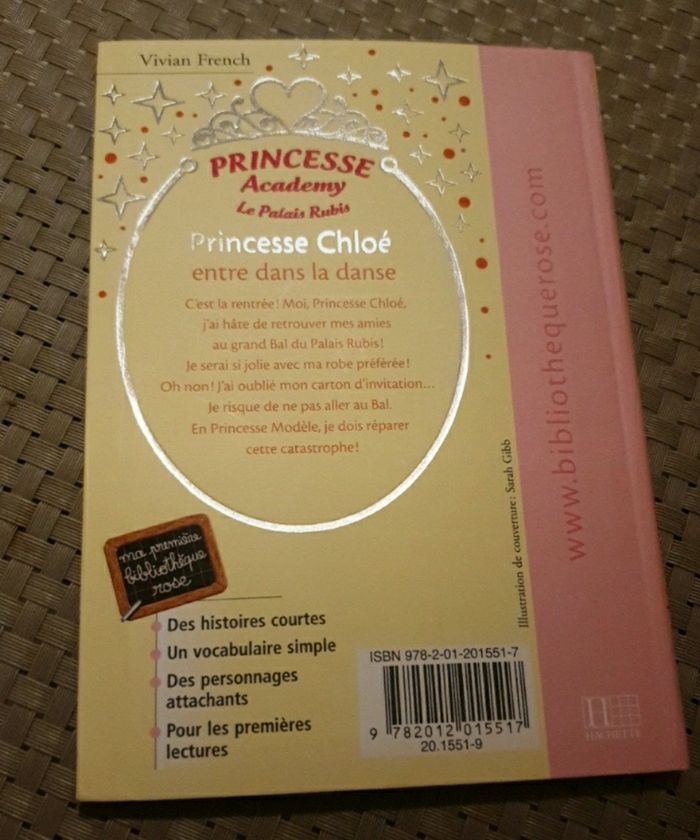 Vivian French
PRINCESSE
Academy
Le Palais Rubis
Princesse Chloé
entre dans la danse
C'est la rentrée! Moi, Princesse Chloé,
j'ai hâte de retrouver mes amies
au grand Bal du Palais Rubis!
Je serai si jolie avec ma robe préférée!
Oh non! J'ai oublié mon carton d'invitation...
Je risque de ne pas aller au Bal.
En Princesse Modèle, je dois réparer
cette catastrophe!
ma première
bibliothèque
rose
Des histoires courtes
Un vocabulaire simple
Des personnages
attachants
Pour les premières
lectures
Illustration de couverture: Sarah Gibb
ISBN 978-2-01-201551-7
9 782012 015517
20.1551-9
www.bibliothequerose.com
H
HACHETTE